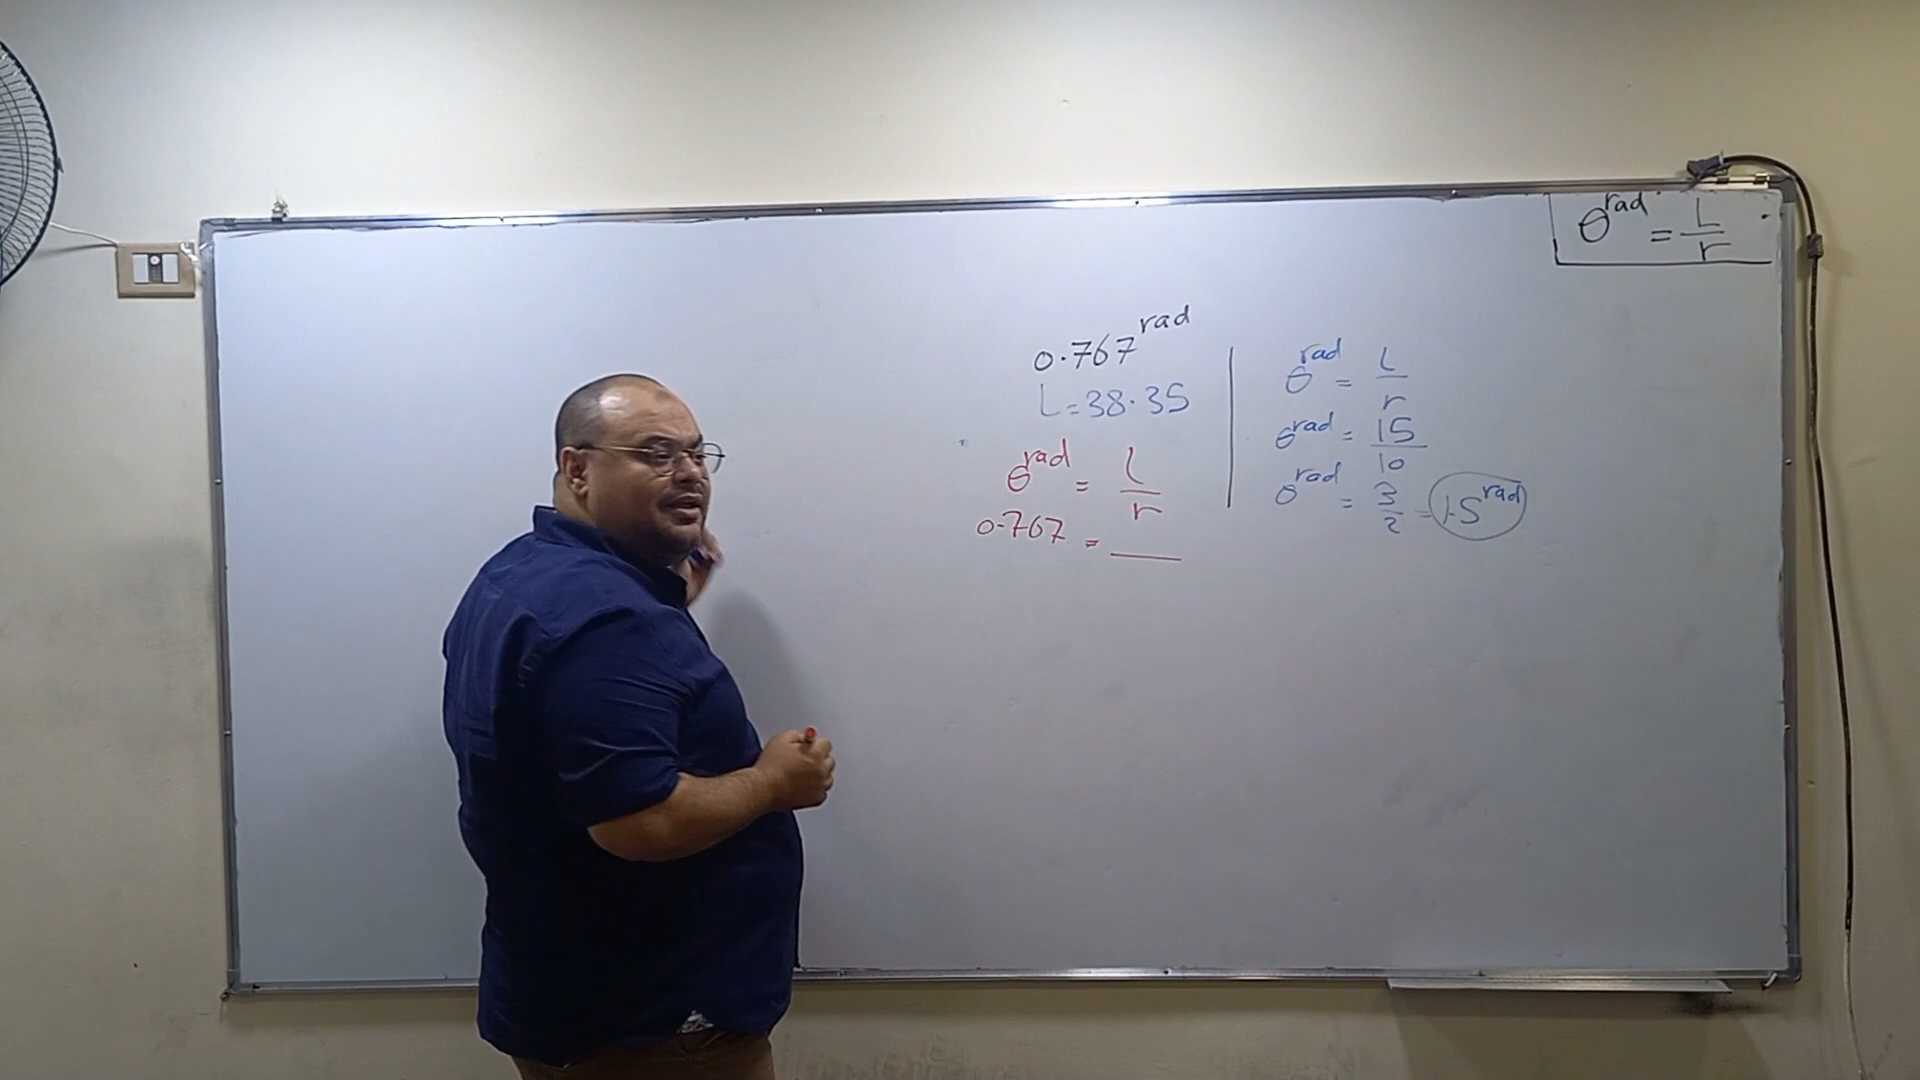 θ^rad = L/r
0.767^rad
L=38.35
θ^rad = l/r
0.767 = ___
θ^rad = L/r
θ^rad = 15/10
θ^rad = 3/2 = 1.5^rad